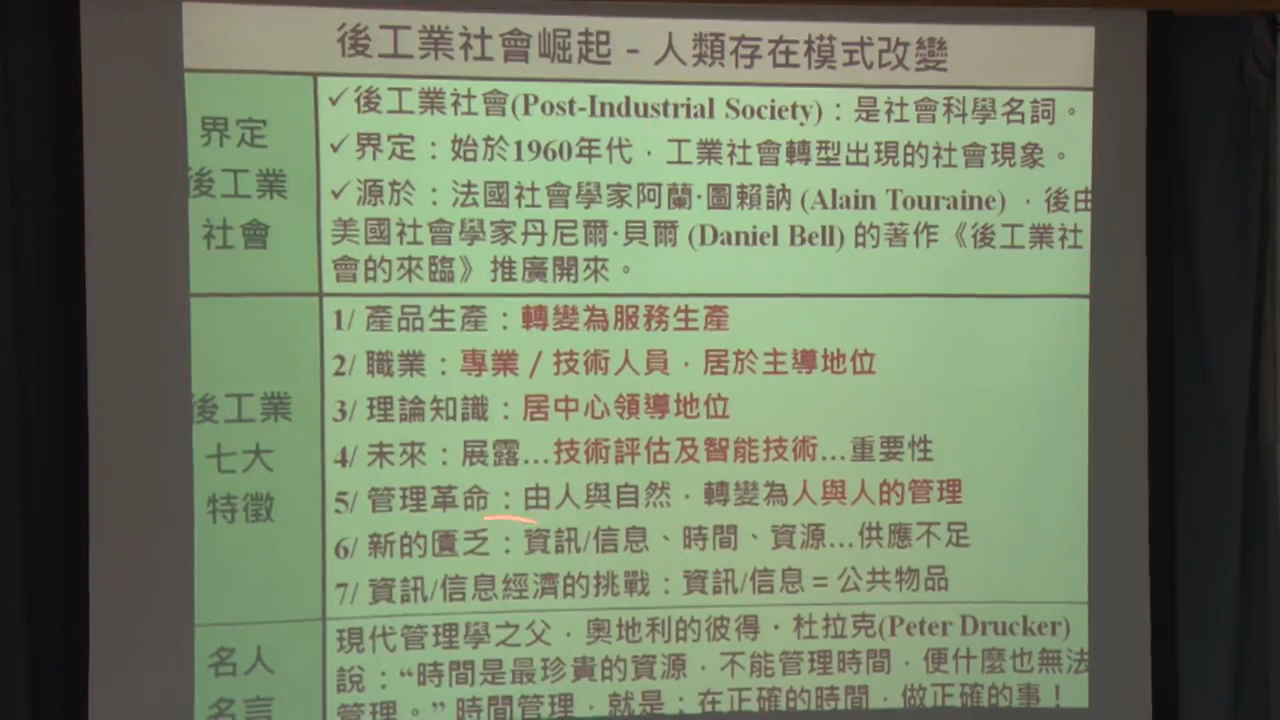 後工業社會崛起 - 人類存在模式改變
界定
後工業
社會
✓後工業社會(Post-Industrial Society)：是社會科學名詞。
✓界定：始於1960年代，工業社會轉型出現的社會現象。
✓源於：法國社會學家阿蘭·圖賴訥 (Alain Touraine) ，後由
美國社會學家丹尼爾·貝爾 (Daniel Bell) 的著作《後工業社
會的來臨》推廣開來。
後工業
七大
特徵
1/ 產品生產：轉變為服務生產
2/ 職業：專業 / 技術人員，居於主導地位
3/ 理論知識：居中心領導地位
4/ 未來：展露...技術評估及智能技術...重要性
5/ 管理革命：由人與自然，轉變為人與人的管理
6/ 新的匱乏：資訊/信息、時間、資源...供應不足
7/ 資訊/信息經濟的挑戰：資訊/信息 = 公共物品
名人
名言
現代管理學之父，奧地利的彼得·杜拉克(Peter Drucker)
說：“時間是最珍貴的資源，不能管理時間，便什麼也無法
管理。” 時間管理，就是：在正確的時間，做正確的事！